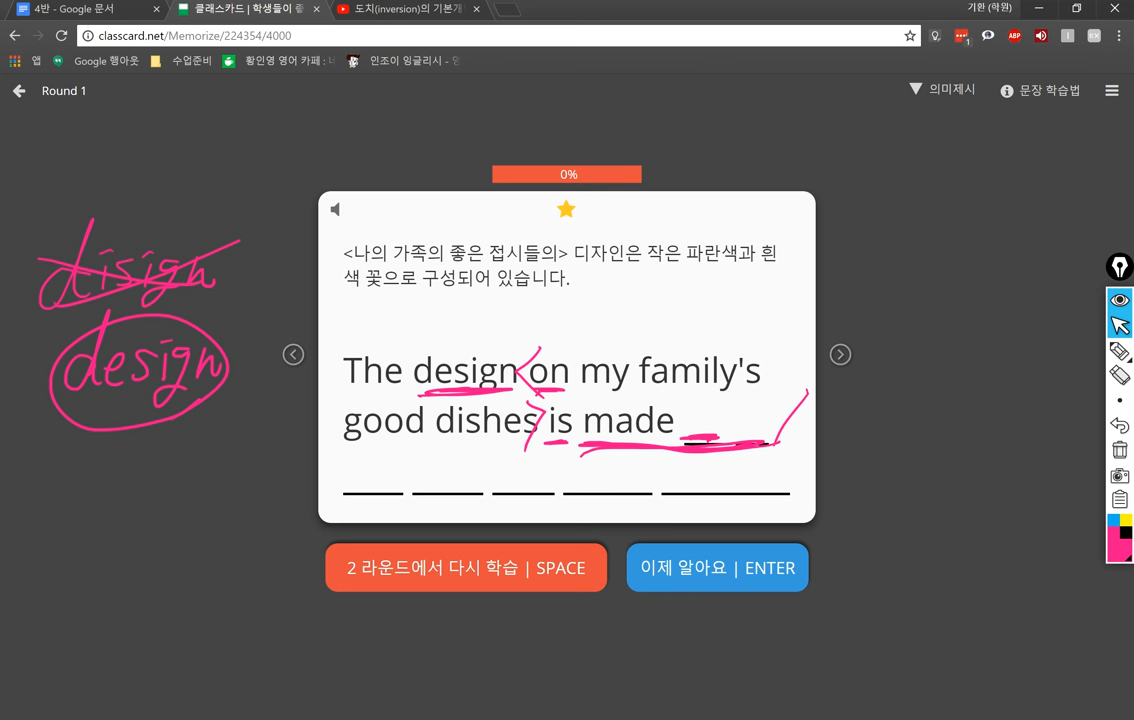 4반 - Google 문서
클래스카드 | 학생들이 좋
도치(inversion)의 기본개
기환 (학원)
classcard.net/Memorize/224354/4000
ABP
1
앱
Google 행아웃
수업준비
황인영 영어 카페 : 네
인조이 잉글리시 - 영
Round 1
의미제시
문장 학습법
0%
<나의 가족의 좋은 접시들의> 디자인은 작은 파란색과 흰
색 꽃으로 구성되어 있습니다.
disign
design
The design on my family's
good dishes is made
2 라운드에서 다시 학습 | SPACE
이제 알아요 | ENTER